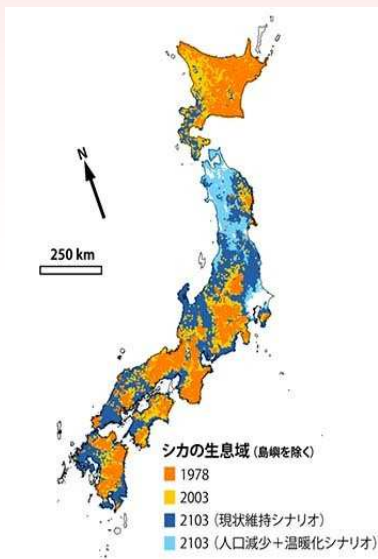 N
250 km
シカの生息域 (島嶼を除く)
1978
2003
2103 (現状維持シナリオ)
2103 (人口減少＋温暖化シナリオ)